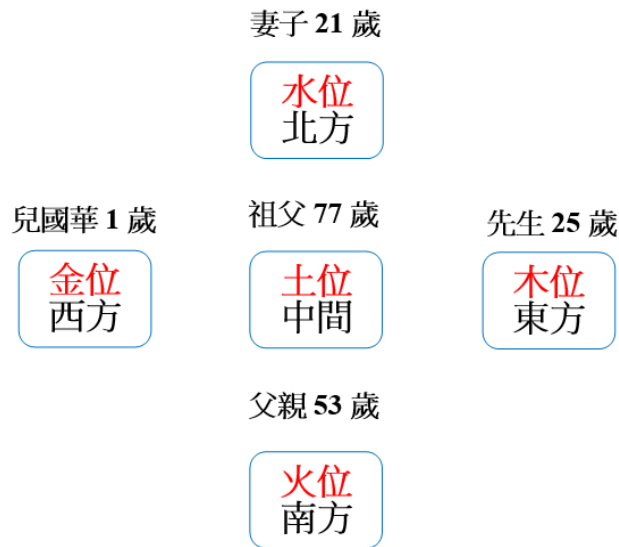 妻子 21 歲
水位
北方
兒國華 1 歲
祖父 77 歲
先生 25 歲
金位
西方
土位
中間
木位
東方
父親 53 歲
火位
南方